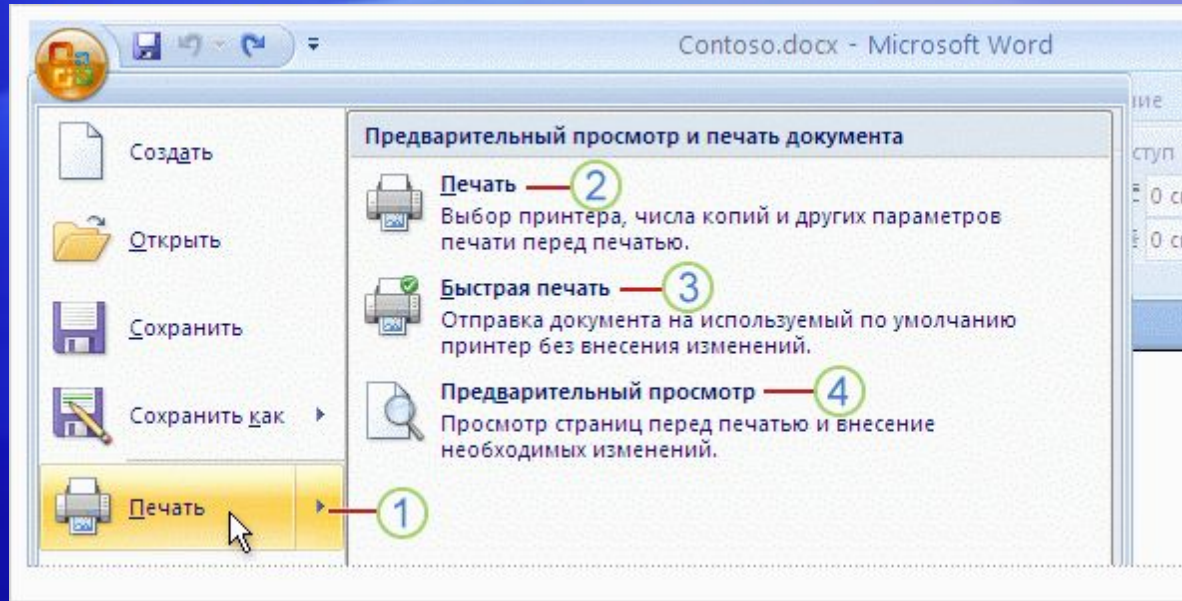 Contoso.docx - Microsoft Word
Создать
Открыть
Сохранить
Сохранить как
Печать
1
Предварительный просмотр и печать документа
Печать 2
Выбор принтера, числа копий и других параметров
печати перед печатью.
Быстрая печать 3
Отправка документа на используемый по умолчанию
принтер без внесения изменений.
Предварительный просмотр 4
Просмотр страниц перед печатью и внесение
необходимых изменений.